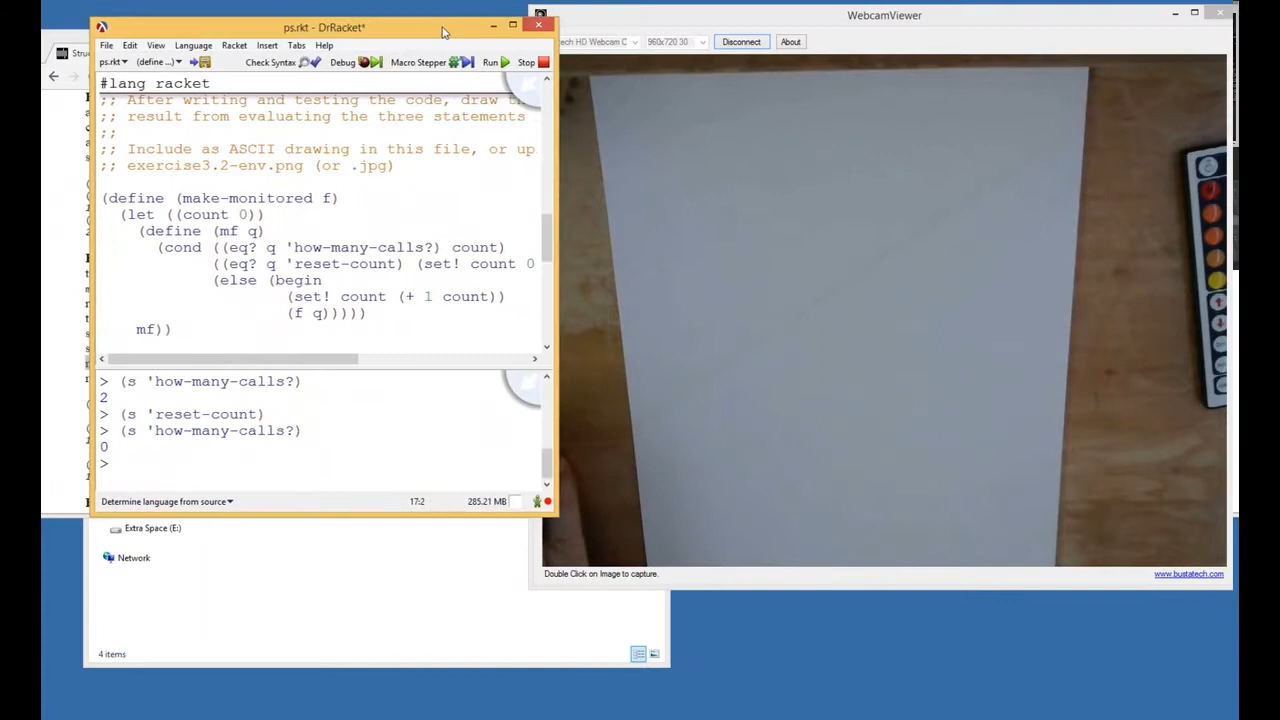 ps.rkt - DrRacket*
File Edit View Language Racket Insert Tabs Help
ps.rkt (define ...) Check Syntax Debug Macro Stepper Run Stop
#lang racket
;; After writing and testing the code, draw
;; result from evaluating the three statements
;;
;; Include as ASCII drawing in this file, or up
;; exercise3.2-env.png (or .jpg)
(define (make-monitored f)
(let ((count 0))
(define (mf q)
(cond ((eq? q 'how-many-calls?) count)
((eq? q 'reset-count) (set! count 0
(else (begin
(set! count (+ 1 count))
(f q)))))
mf))
> (s 'how-many-calls?)
2
> (s 'reset-count)
> (s 'how-many-calls?)
0
>
Determine language from source 17:2 285.21 MB
Extra Space (E:)
Network
4 items
WebcamViewer
tech HD Webcam C 960x720 30 Disconnect About
Double Click on Image to capture. www.bustatech.com